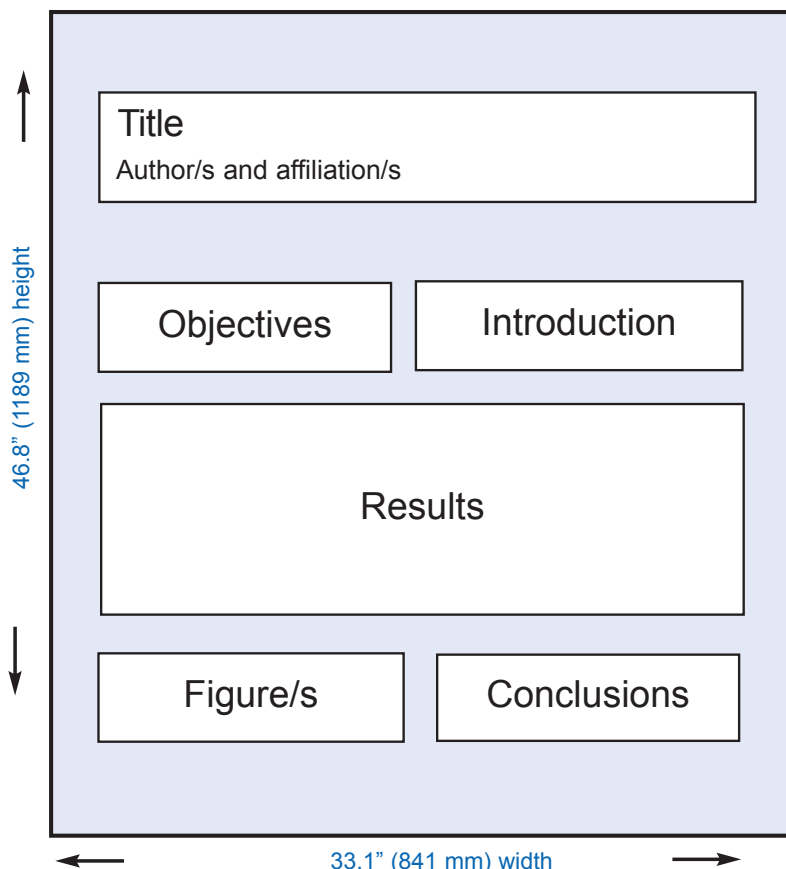 Title
Author/s and affiliation/s
46.8” (1189 mm) height
Objectives
Introduction
Results
Figure/s
Conclusions
33.1” (841 mm) width